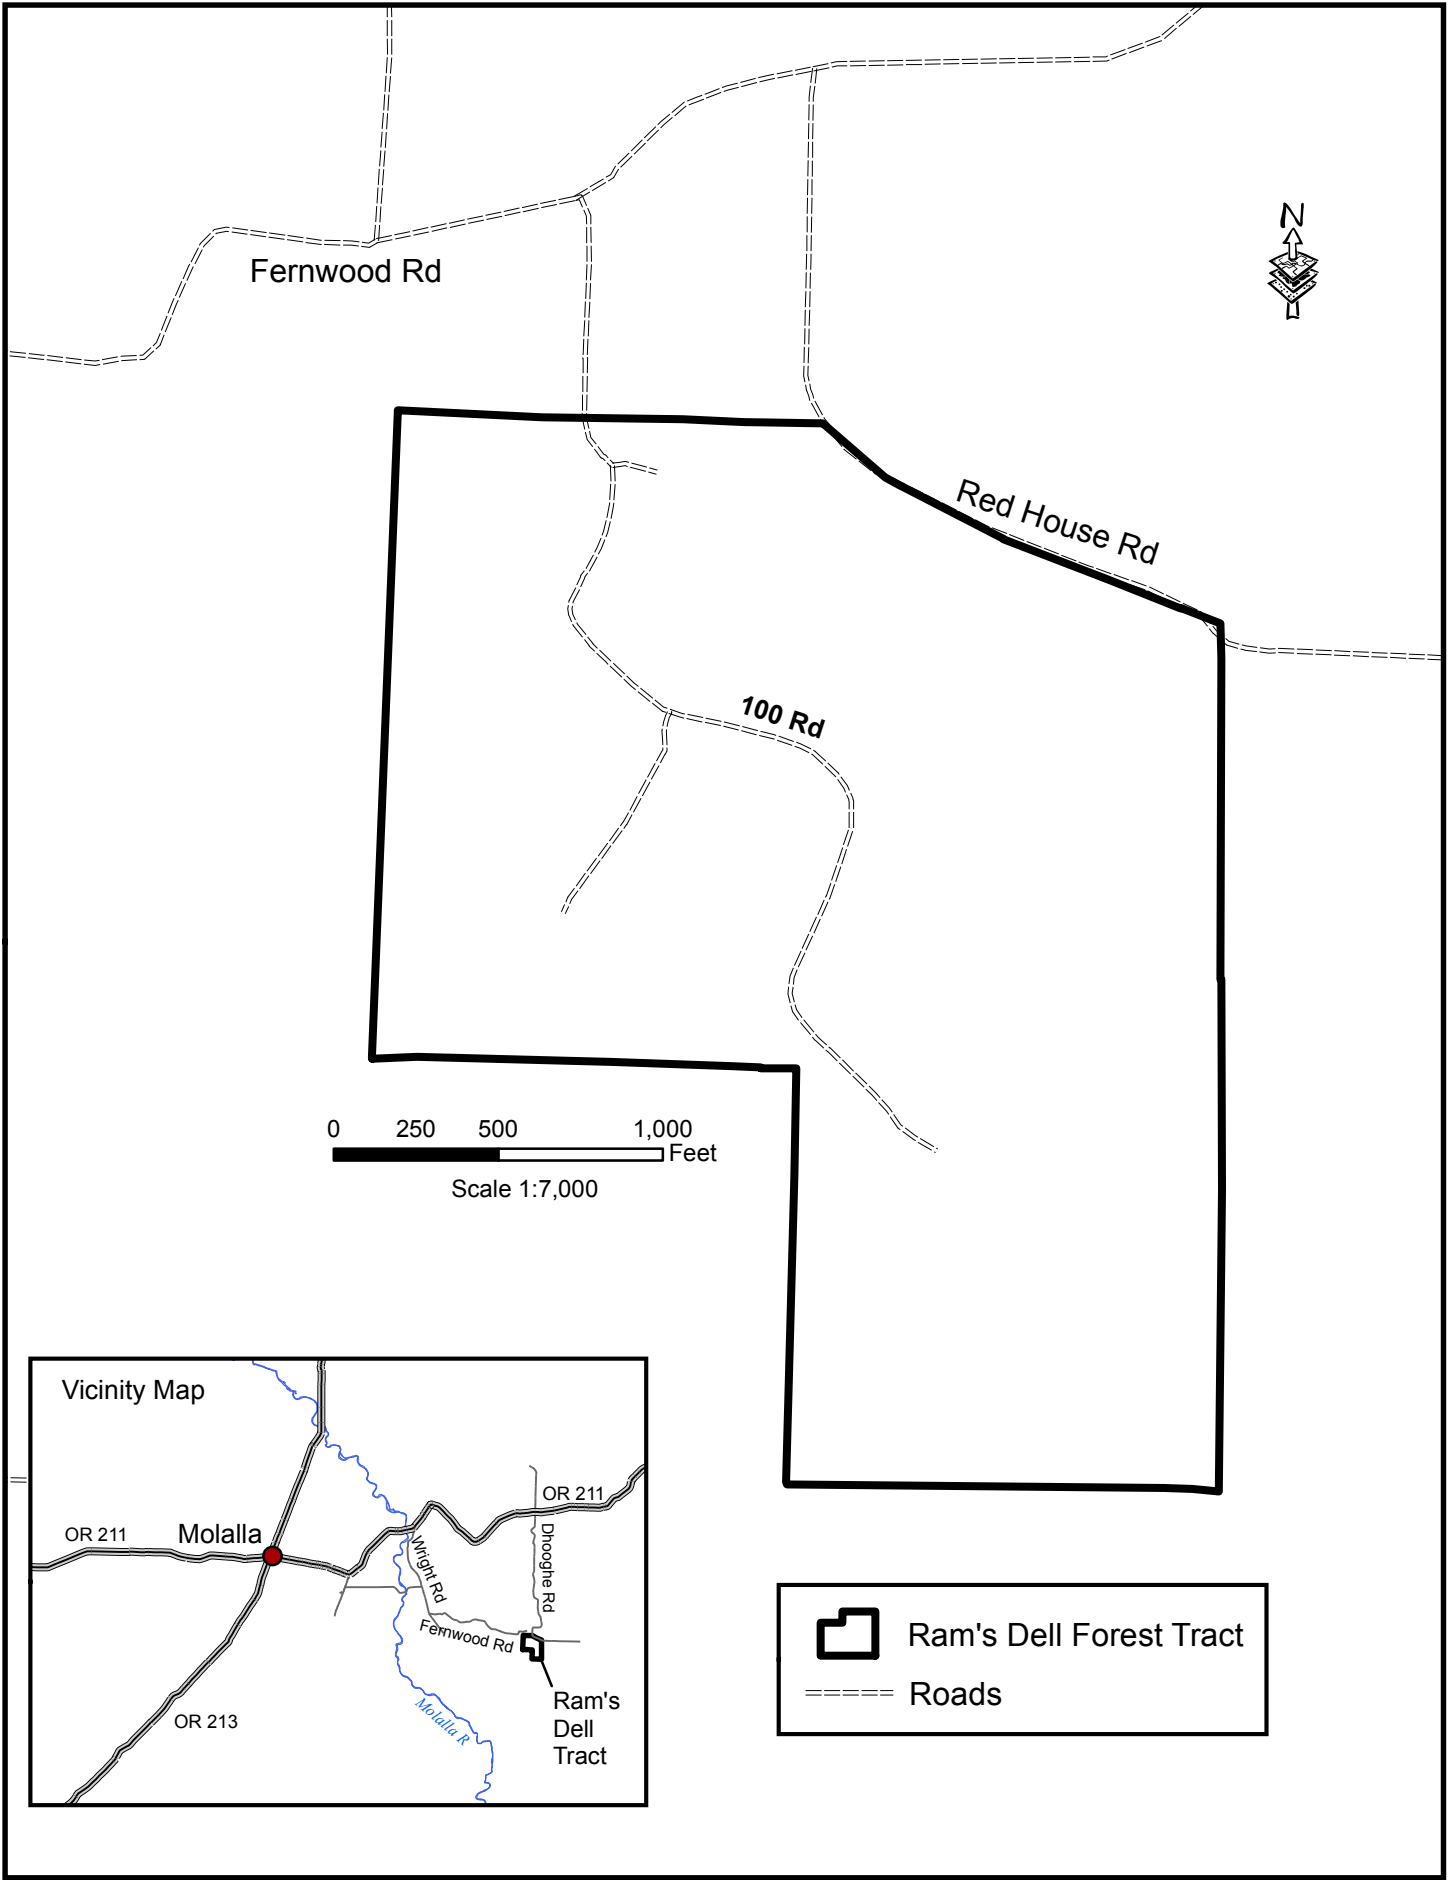 N
Fernwood Rd
Red House Rd
100 Rd
0 250 500 1,000
Feet
Scale 1:7,000
Vicinity Map
OR 211
OR 211
Molalla
Wright Rd
Dhooghe Rd
Fernwood Rd
Ram's
Dell
Tract
Molalla R
OR 213
Ram's Dell Forest Tract
Roads